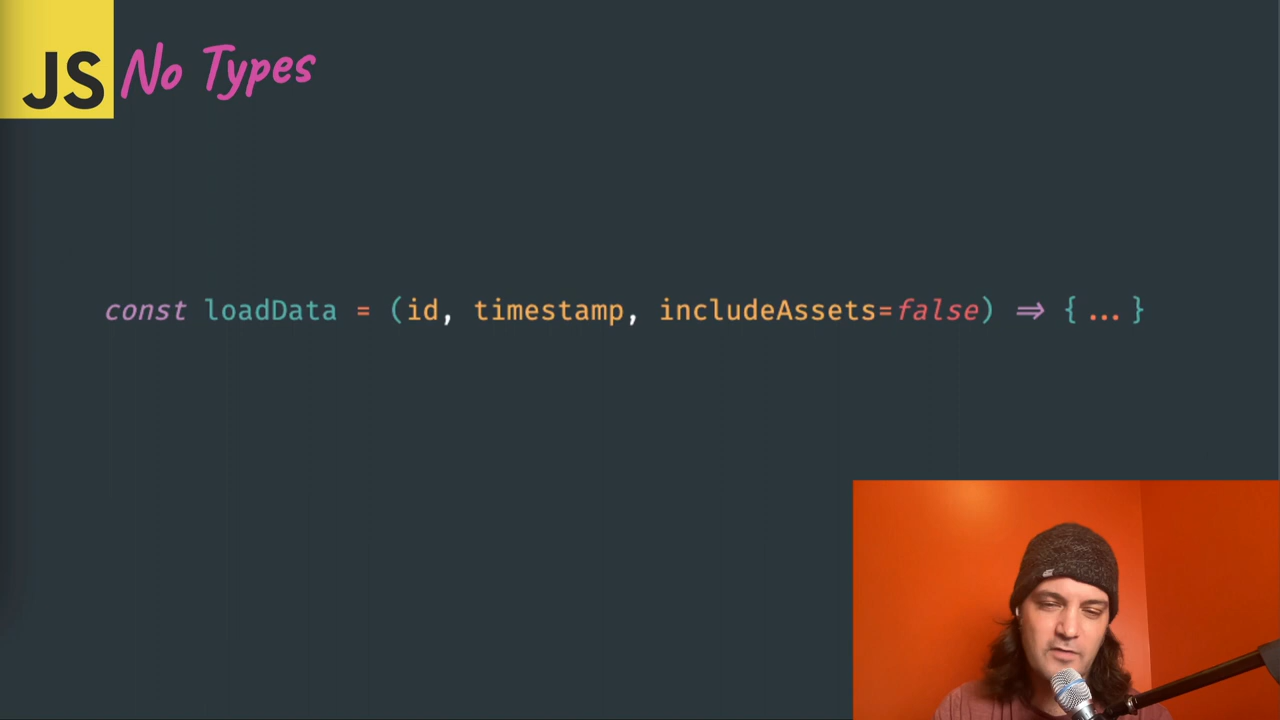 JS No Types
const loadData = (id, timestamp, includeAssets=false) => {...}